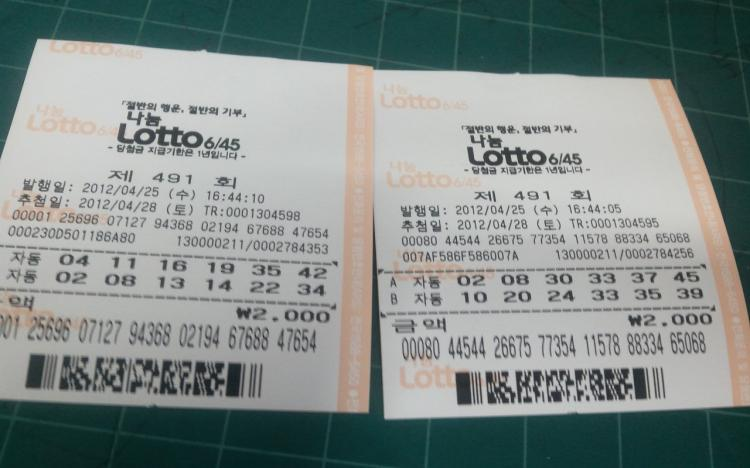 Lotto 6/45
나눔
Lotto 6/45
「절반의 행운, 절반의 기부」
나눔
Lotto 6/45
- 당첨금 지급기한은 1년입니다 -
제 491 회
발행일: 2012/04/25 (수) 16:44:10
추첨일: 2012/04/28 (토) TR:0001304598
00001 25696 07127 94368 02194 67688 47654
000230D501186A80 130000211/0002784353
자동 04 11 16 19 35 42
자동 02 08 13 14 22 34
액 ₩2.000
001 25696 07127 94368 02194 67688 47654
나눔
Lotto 6/45
「절반의 행운, 절반의 기부」
나눔
Lotto 6/45
- 당첨금 지급기한은 1년입니다 -
제 491 회
발행일: 2012/04/25 (수) 16:44:05
추첨일: 2012/04/28 (토) TR:0001304595
00080 44544 26675 77354 11578 88334 65068
007AF586F586007A 130000211/0002784256
A 자동 02 08 30 33 37 45
B 자동 10 20 24 33 35 39
금액 ₩2.000
00080 44544 26675 77354 11578 88334 65068
Lotto